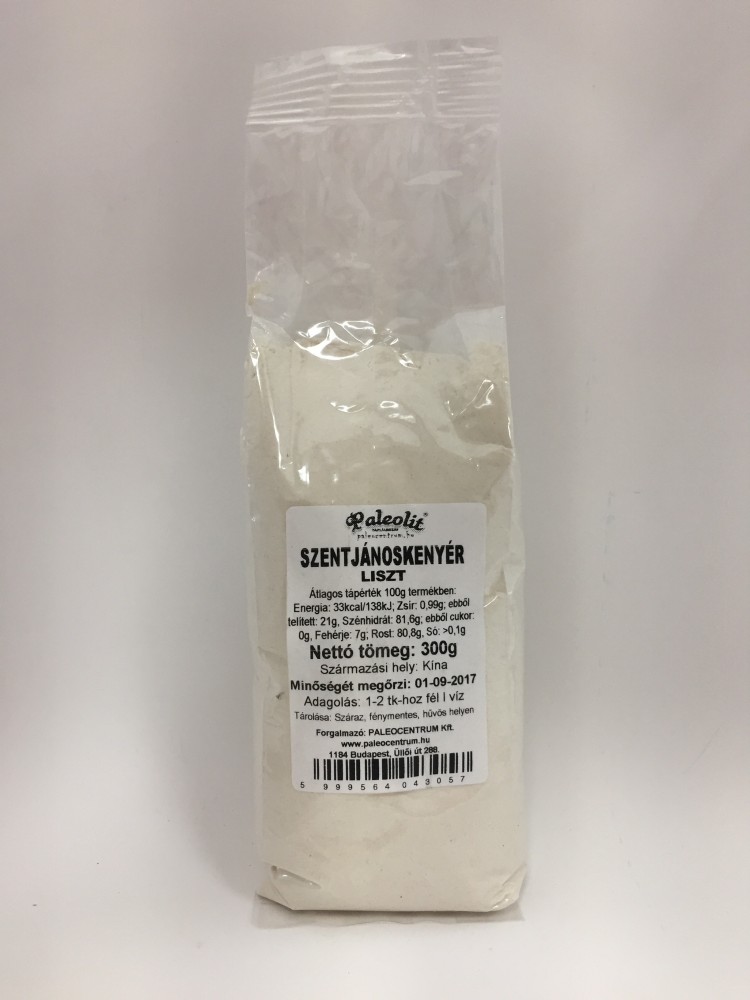 Paleolit®
TÁPLÁLKOZÁS
paleocentrum.hu
SZENTJÁNOSKENYÉR
LISZT
Átlagos tápérték 100g termékben:
Energia: 33kcal/138kJ; Zsír: 0,99g; ebből
telített: 21g, Szénhidrát: 81,6g; ebből cukor:
0g, Fehérje: 7g; Rost: 80,8g, Só: >0,1g
Nettó tömeg: 300g
Származási hely: Kína
Minőségét megőrzi: 01-09-2017
Adagolás: 1-2 tk-hoz fél l víz
Tárolása: Száraz, fénymentes, hűvös helyen
Forgalmazó: PALEOCENTRUM Kft.
www.paleocentrum.hu
1184 Budapest, Üllői út 288.
5 999564 043057